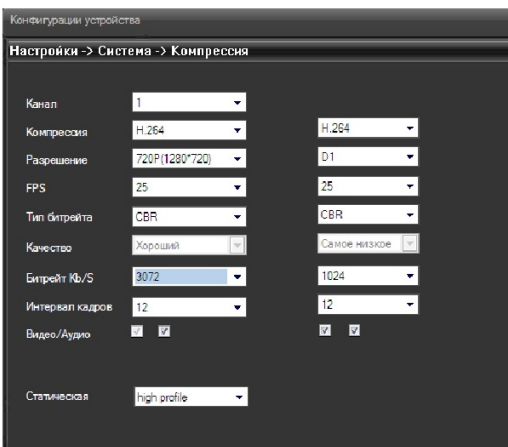 Конфигурации устройства
Настройки -> Система -> Компрессия
Канал 1
Компрессия H.264 H.264
Разрешение 720P(1280*720) D1
FPS 25 25
Тип битрейта CBR CBR
Качество Хороший Самое низкое
Битрейт Kb/S 3072 1024
Интервал кадров 12 12
Видео/Аудио
Статическая high profile